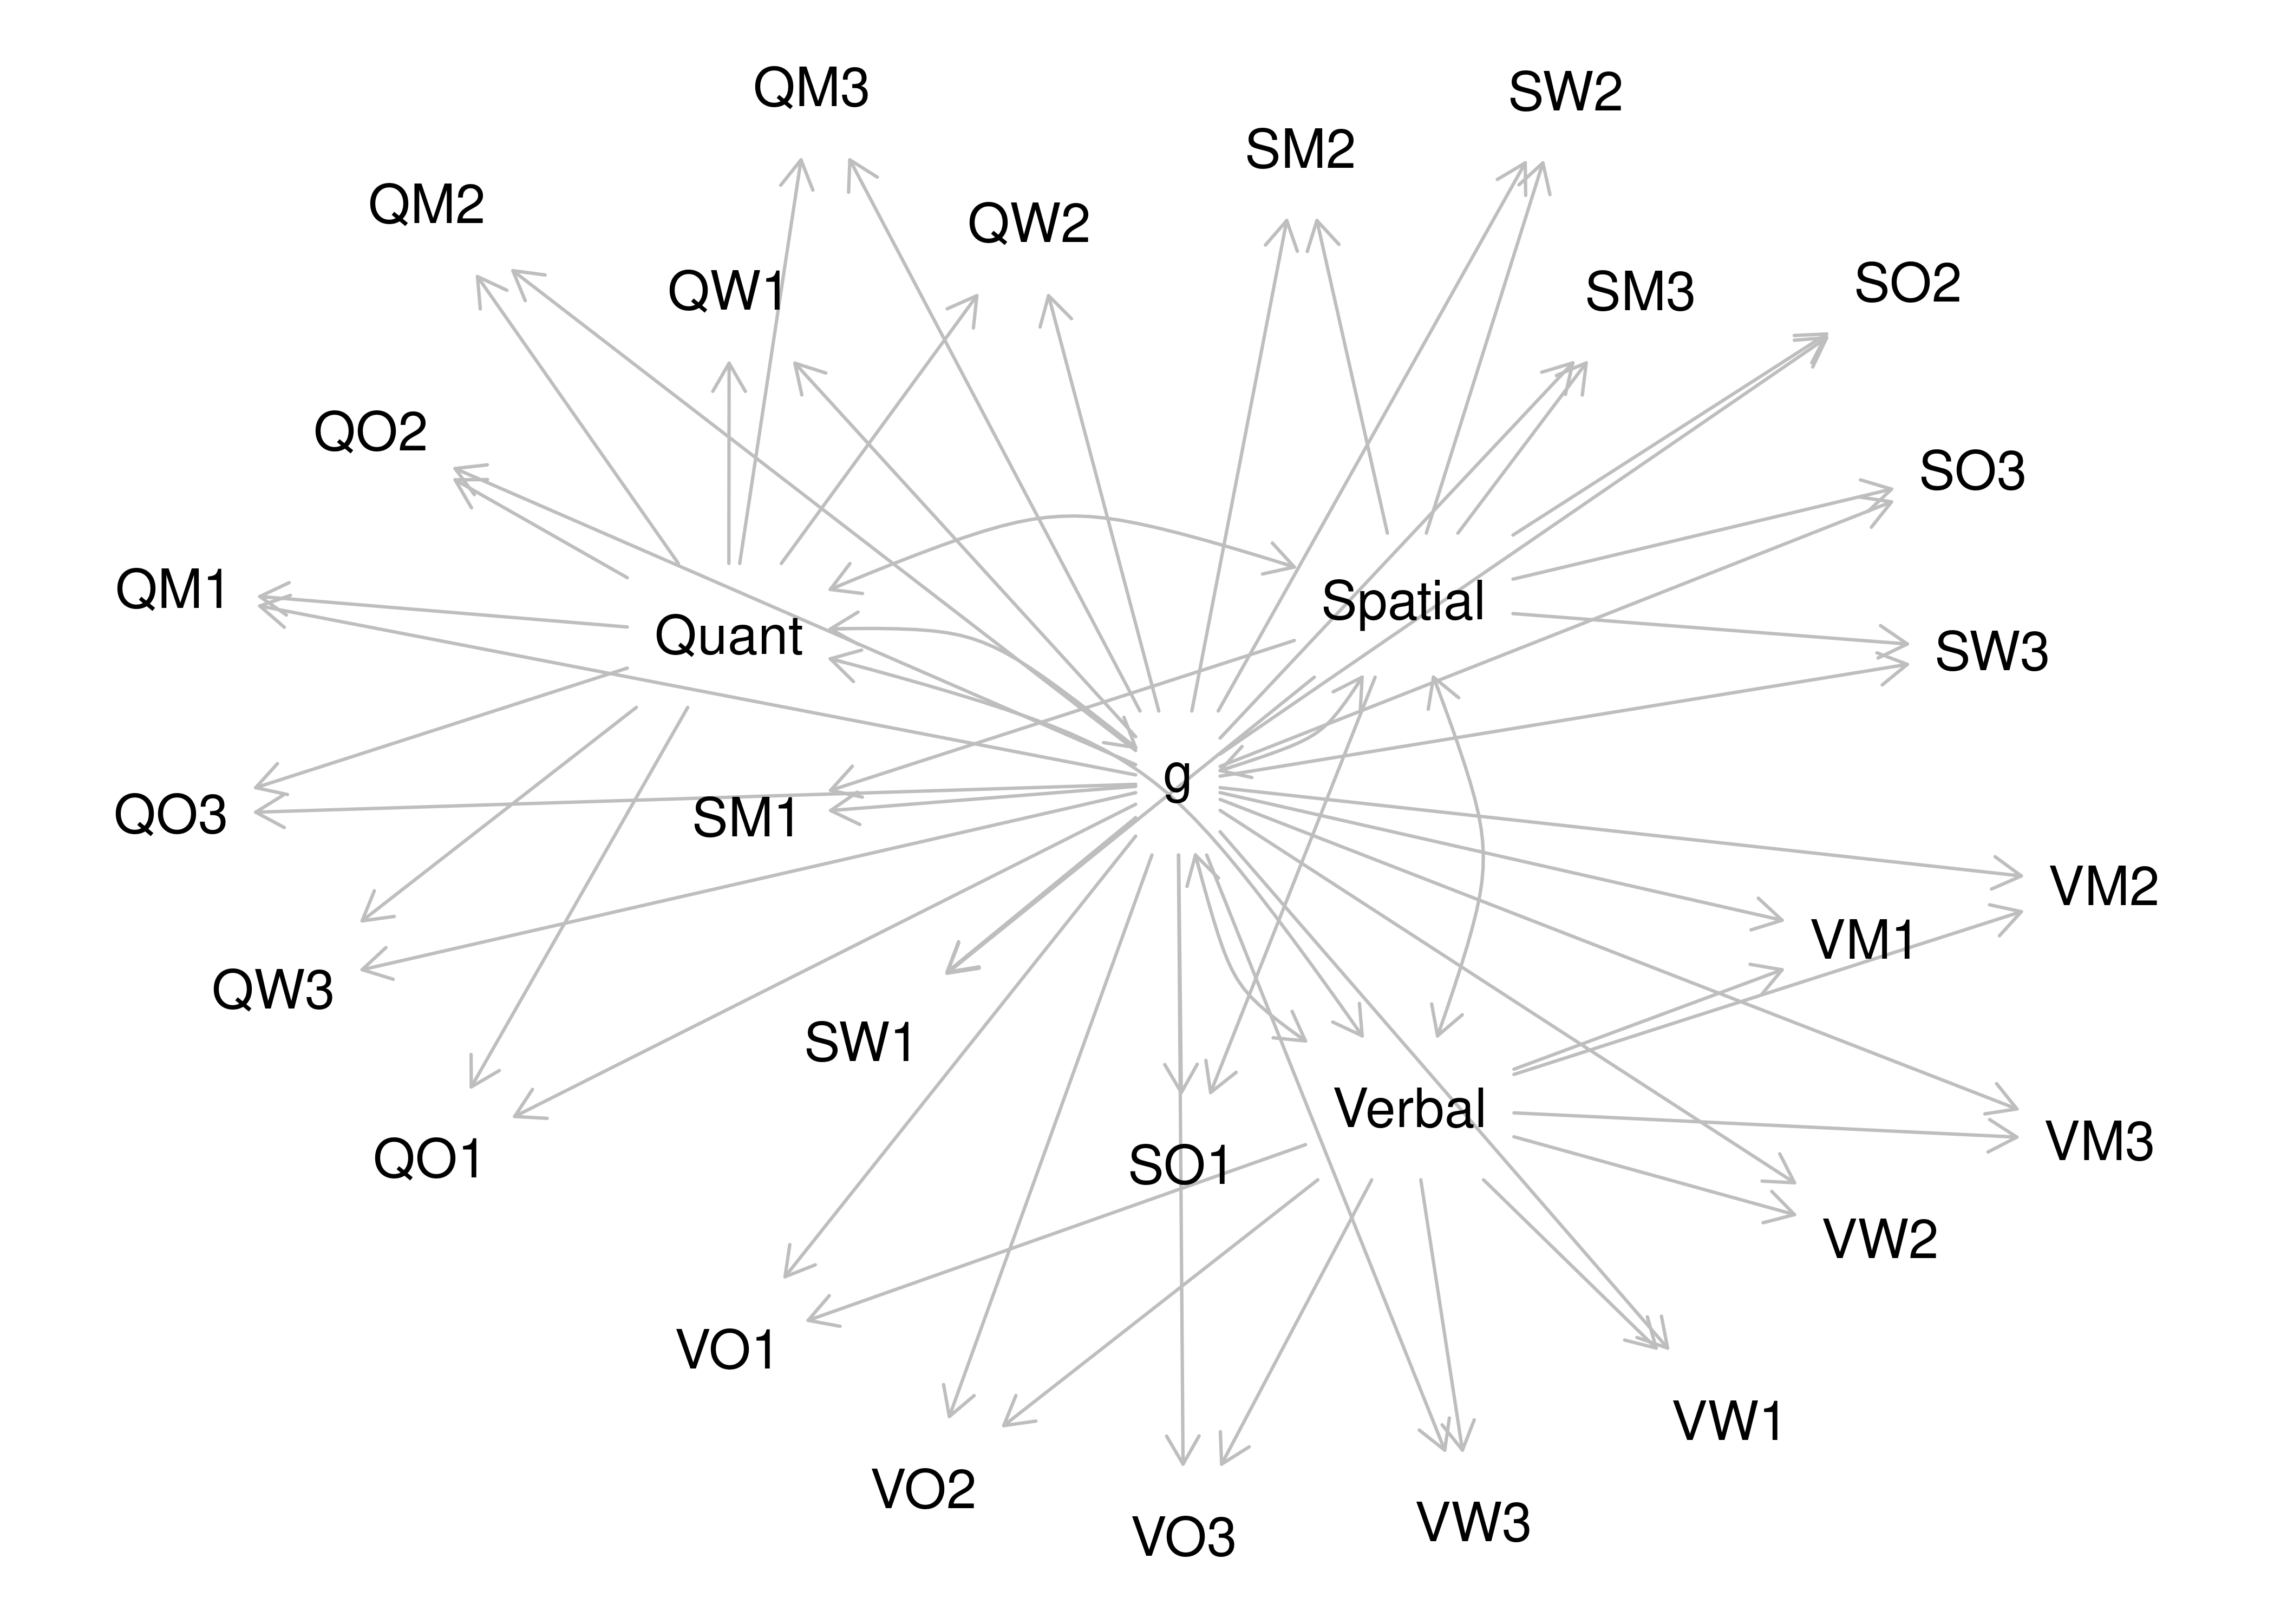 QM3
SW2
SM2
QM2
QW2
QW1
SM3
SO2
QO2
SO3
QM1
Spatial
Quant
SW3
g
QO3
SM1
VM2
VM1
QW3
SW1
Verbal
VM3
QO1
SO1
VW2
VO1
VW1
VO2
VW3
VO3